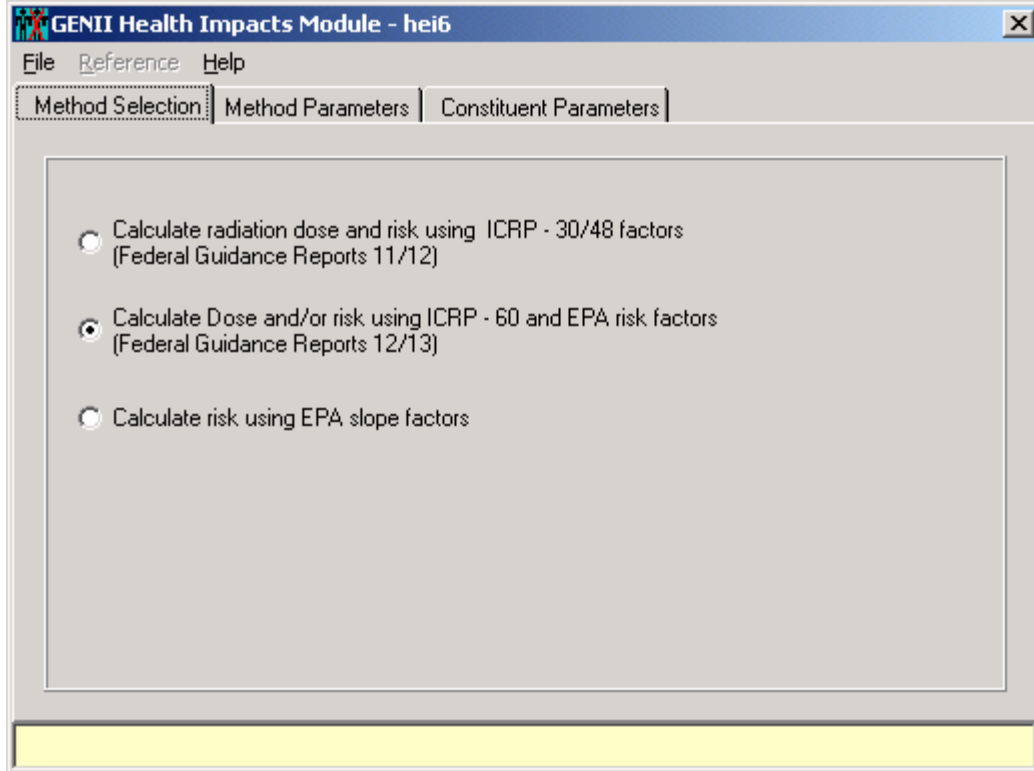 GENII Health Impacts Module - hei6
File Reference Help
Method Selection Method Parameters Constituent Parameters
Calculate radiation dose and risk using ICRP - 30/48 factors
(Federal Guidance Reports 11/12)
Calculate Dose and/or risk using ICRP - 60 and EPA risk factors
(Federal Guidance Reports 12/13)
Calculate risk using EPA slope factors